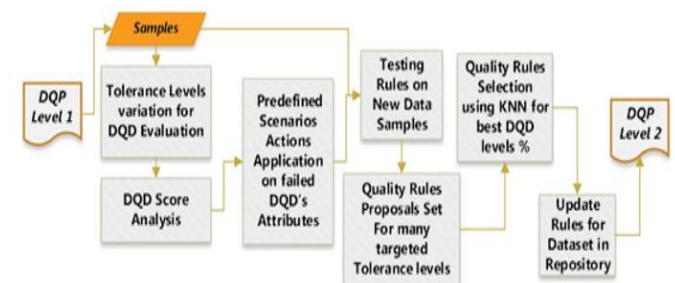 Samples
DQP
Level 1
Tolerance Levels
variation for
DQD Evaluation
DQD Score
Analysis
Predefined
Scenarios
Actions
Application
on failed
DQD's
Attributes
Testing
Rules on
New Data
Samples
Quality Rules
Proposals Set
For many
targeted
Tolerance levels
Quality Rules
Selection
using KNN for
best DQD
levels %
Update
Rules for
Dataset in
Repository
DQP
Level 2